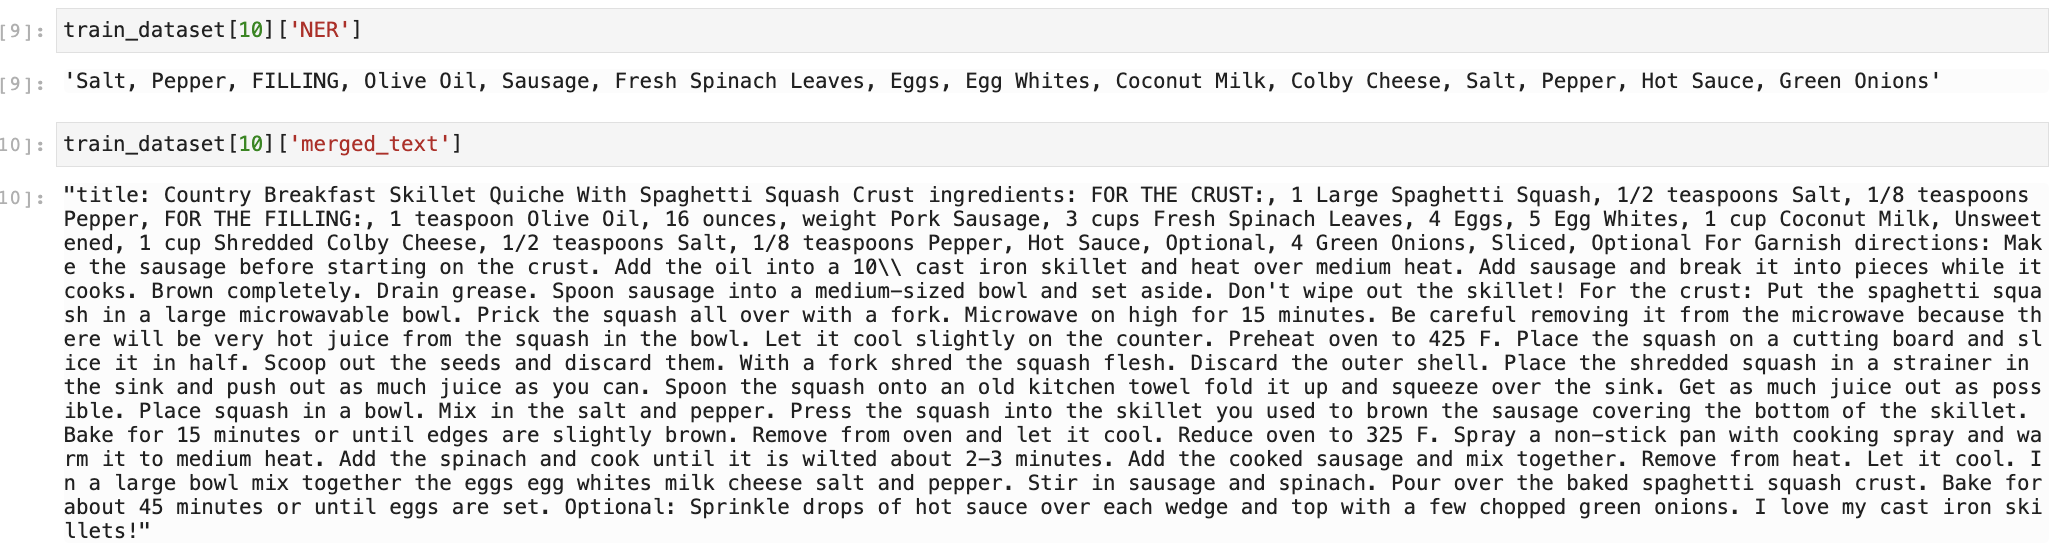 [9]: train_dataset[10]['NER']
[9]: 'Salt, Pepper, FILLING, Olive Oil, Sausage, Fresh Spinach Leaves, Eggs, Egg Whites, Coconut Milk, Colby Cheese, Salt, Pepper, Hot Sauce, Green Onions'
10]: train_dataset[10]['merged_text']
10]: "title: Country Breakfast Skillet Quiche With Spaghetti Squash Crust ingredients: FOR THE CRUST:, 1 Large Spaghetti Squash, 1/2 teaspoons Salt, 1/8 teaspoons
Pepper, FOR THE FILLING:, 1 teaspoon Olive Oil, 16 ounces, weight Pork Sausage, 3 cups Fresh Spinach Leaves, 4 Eggs, 5 Egg Whites, 1 cup Coconut Milk, Unsweet
ened, 1 cup Shredded Colby Cheese, 1/2 teaspoons Salt, 1/8 teaspoons Pepper, Hot Sauce, Optional, 4 Green Onions, Sliced, Optional For Garnish directions: Mak
e the sausage before starting on the crust. Add the oil into a 10\\ cast iron skillet and heat over medium heat. Add sausage and break it into pieces while it
cooks. Brown completely. Drain grease. Spoon sausage into a medium-sized bowl and set aside. Don't wipe out the skillet! For the crust: Put the spaghetti squa
sh in a large microwavable bowl. Prick the squash all over with a fork. Microwave on high for 15 minutes. Be careful removing it from the microwave because th
ere will be very hot juice from the squash in the bowl. Let it cool slightly on the counter. Preheat oven to 425 F. Place the squash on a cutting board and sl
ice it in half. Scoop out the seeds and discard them. With a fork shred the squash flesh. Discard the outer shell. Place the shredded squash in a strainer in
the sink and push out as much juice as you can. Spoon the squash onto an old kitchen towel fold it up and squeeze over the sink. Get as much juice out as poss
ible. Place squash in a bowl. Mix in the salt and pepper. Press the squash into the skillet you used to brown the sausage covering the bottom of the skillet.
Bake for 15 minutes or until edges are slightly brown. Remove from oven and let it cool. Reduce oven to 325 F. Spray a non-stick pan with cooking spray and wa
rm it to medium heat. Add the spinach and cook until it is wilted about 2-3 minutes. Add the cooked sausage and mix together. Remove from heat. Let it cool. I
n a large bowl mix together the eggs egg whites milk cheese salt and pepper. Stir in sausage and spinach. Pour over the baked spaghetti squash crust. Bake for
about 45 minutes or until eggs are set. Optional: Sprinkle drops of hot sauce over each wedge and top with a few chopped green onions. I love my cast iron ski
llets!"